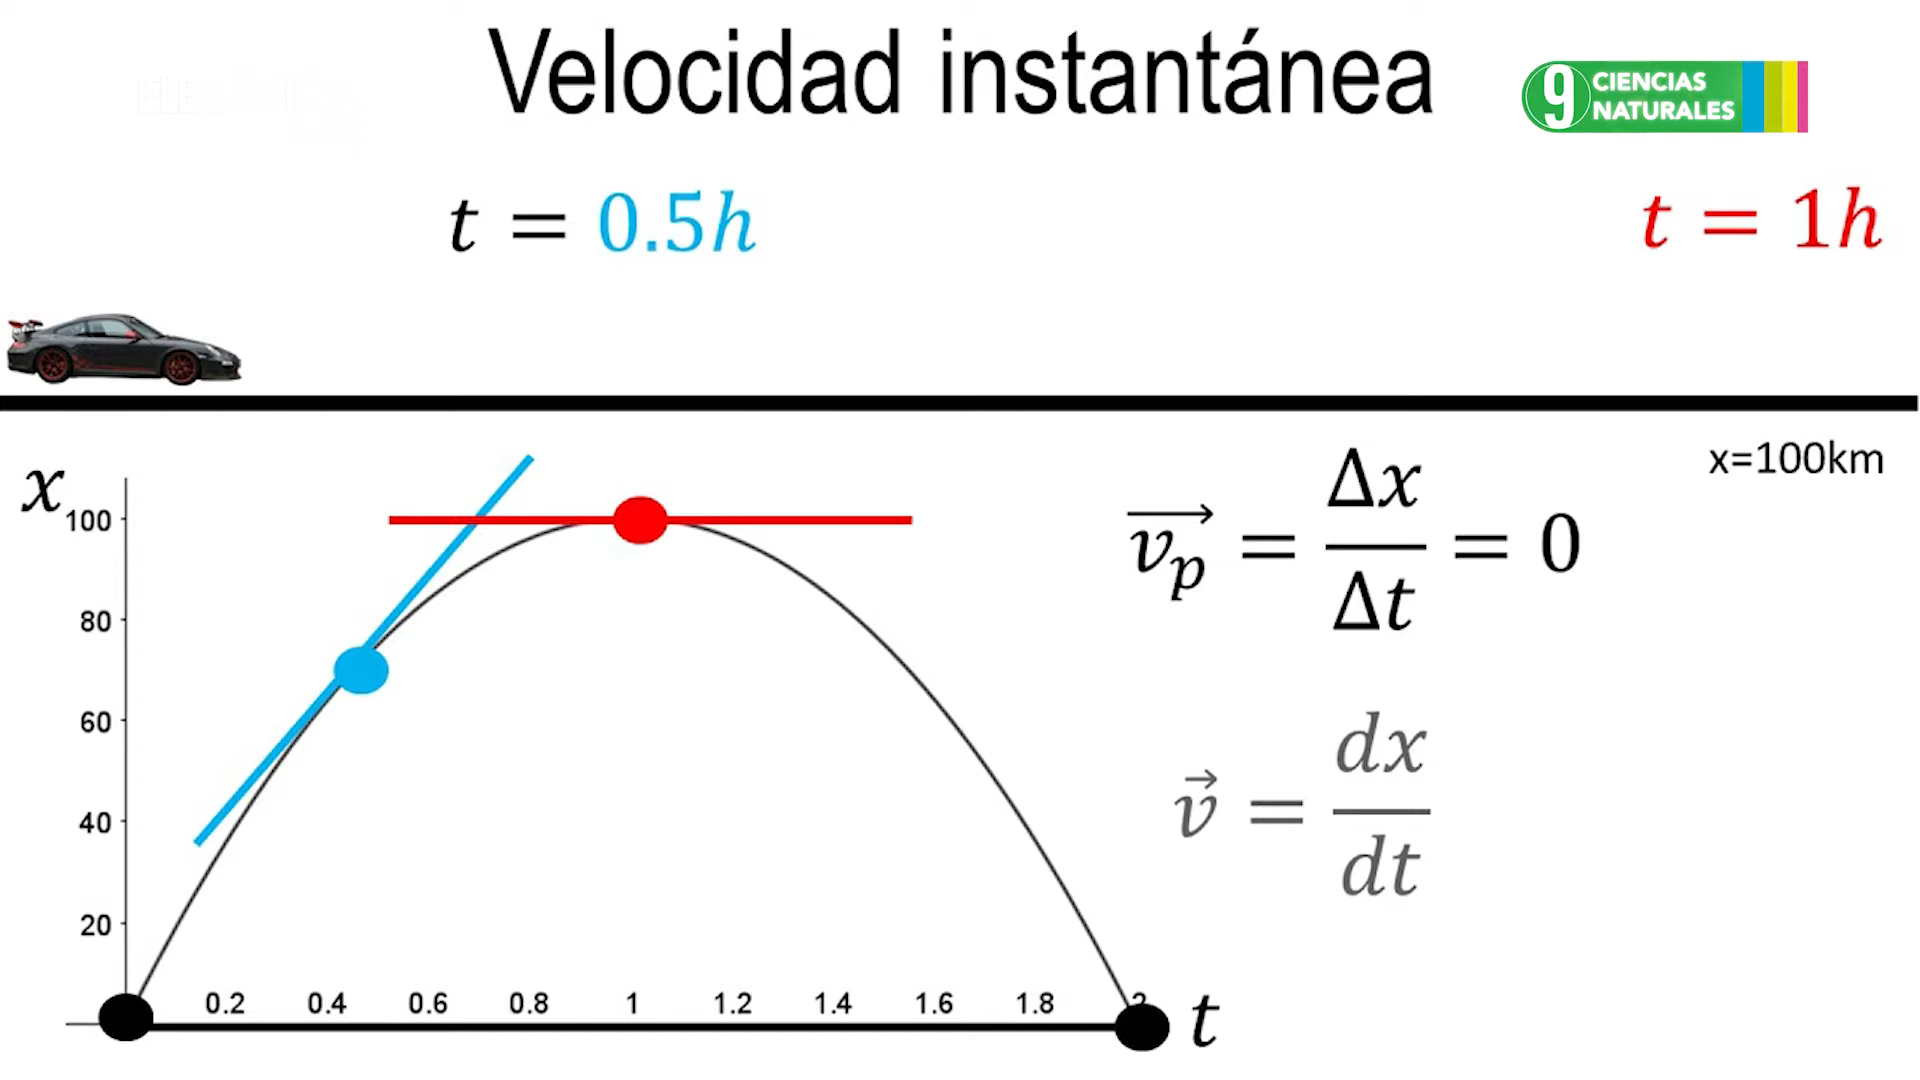 Velocidad instantánea
9 CIENCIAS
NATURALES
t = 0.5h
t = 1h
x=100km
x
100
80
60
40
20
0.2 0.4 0.6 0.8 1 1.2 1.4 1.6 1.8 2
t
v⃗p = Δx/Δt = 0
v⃗ = dx/dt